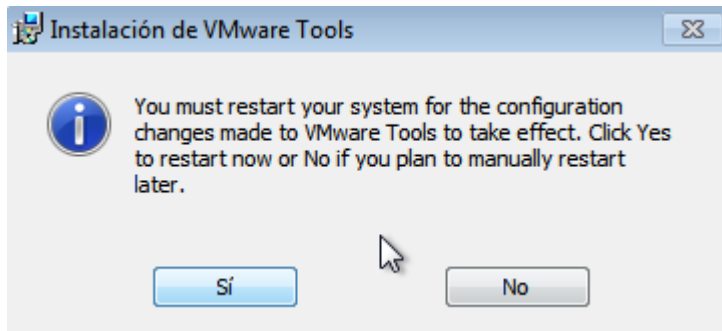 Instalación de VMware Tools
You must restart your system for the configuration
changes made to VMware Tools to take effect. Click Yes
to restart now or No if you plan to manually restart
later.
Sí
No